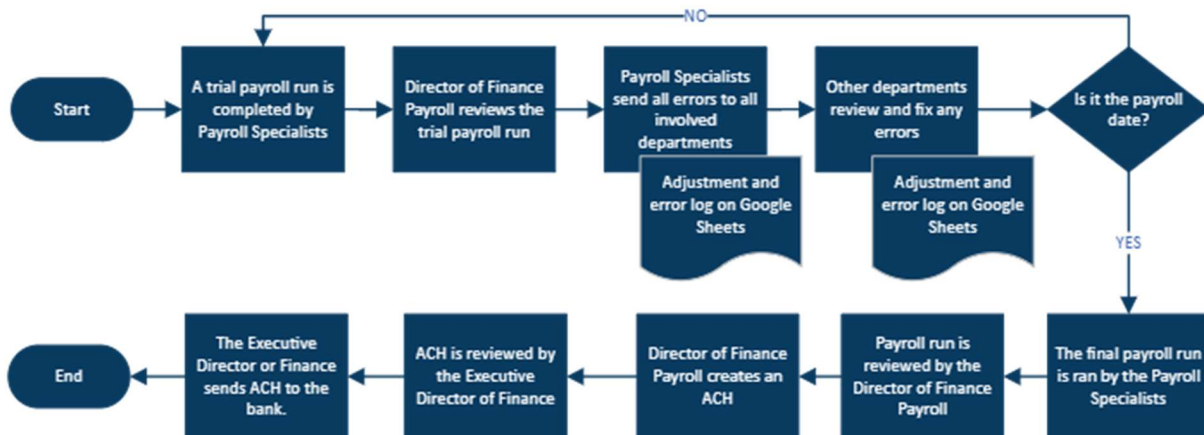 NO
Start
A trial payroll run is
completed by
Payroll Specialists
Director of Finance
Payroll reviews the
trial payroll run
Payroll Specialists
send all errors to all
involved
departments
Adjustment and
error log on Google
Sheets
Other departments
review and fix any
errors
Adjustment and
error log on Google
Sheets
Is it the payroll
date?
YES
The final payroll run
is ran by the Payroll
Specialists
Payroll run is
reviewed by the
Director of Finance
Payroll
Director of Finance
Payroll creates an
ACH
ACH is reviewed by
the Executive
Director of Finance
The Executive
Director or Finance
sends ACH to the
bank.
End